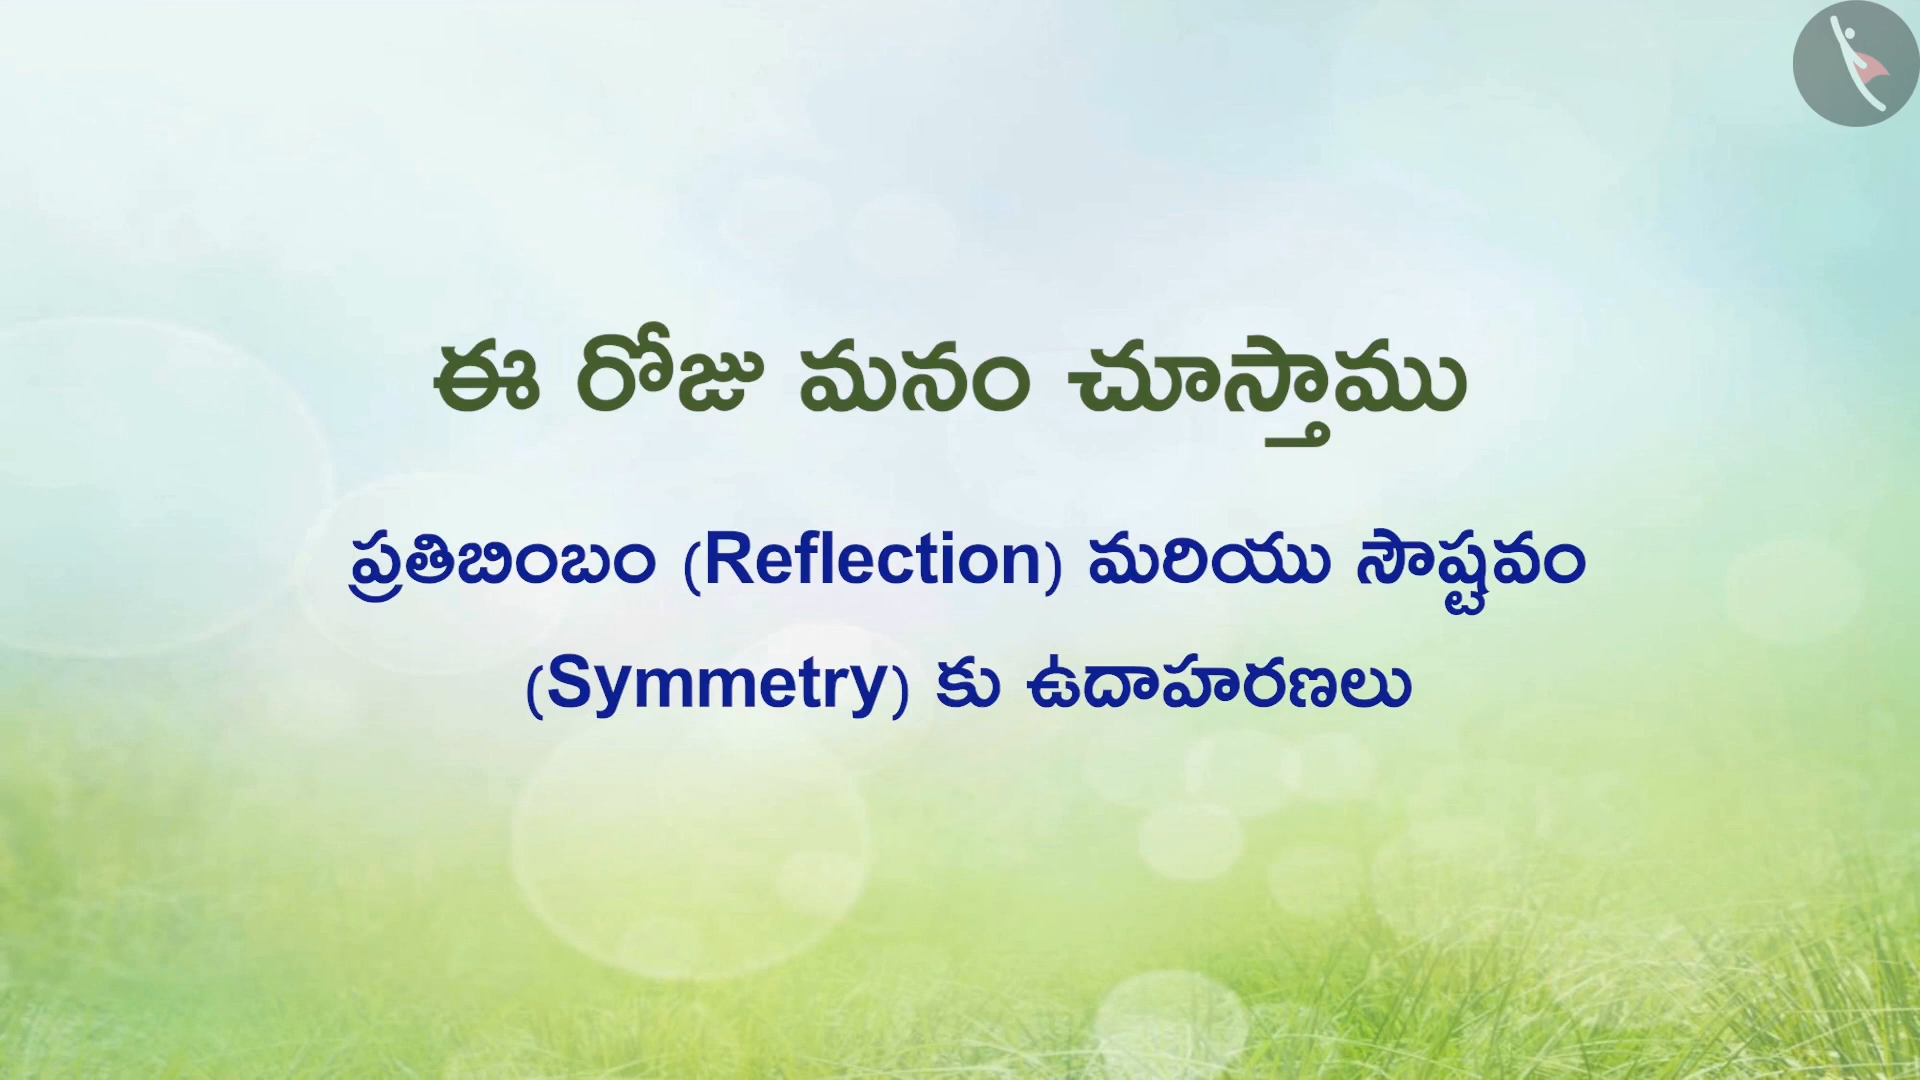 ఈ రోజు మనం చూస్తాము
ప్రతిబింబం (Reflection) మరియు సౌష్టవం
(Symmetry) కు ఉదాహరణలు